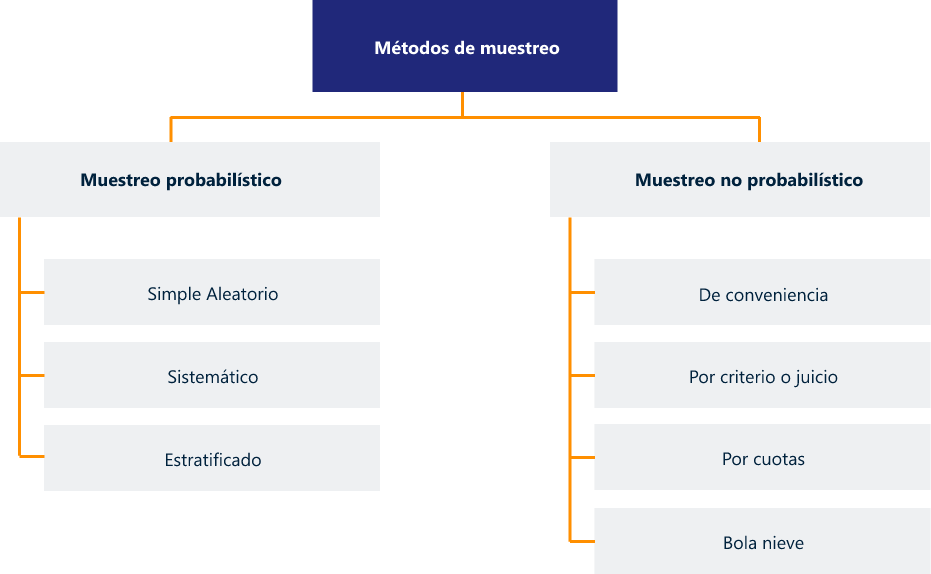 Métodos de muestreo
Muestreo probabilístico
Simple Aleatorio
Sistemático
Estratificado
Muestreo no probabilístico
De conveniencia
Por criterio o juicio
Por cuotas
Bola nieve